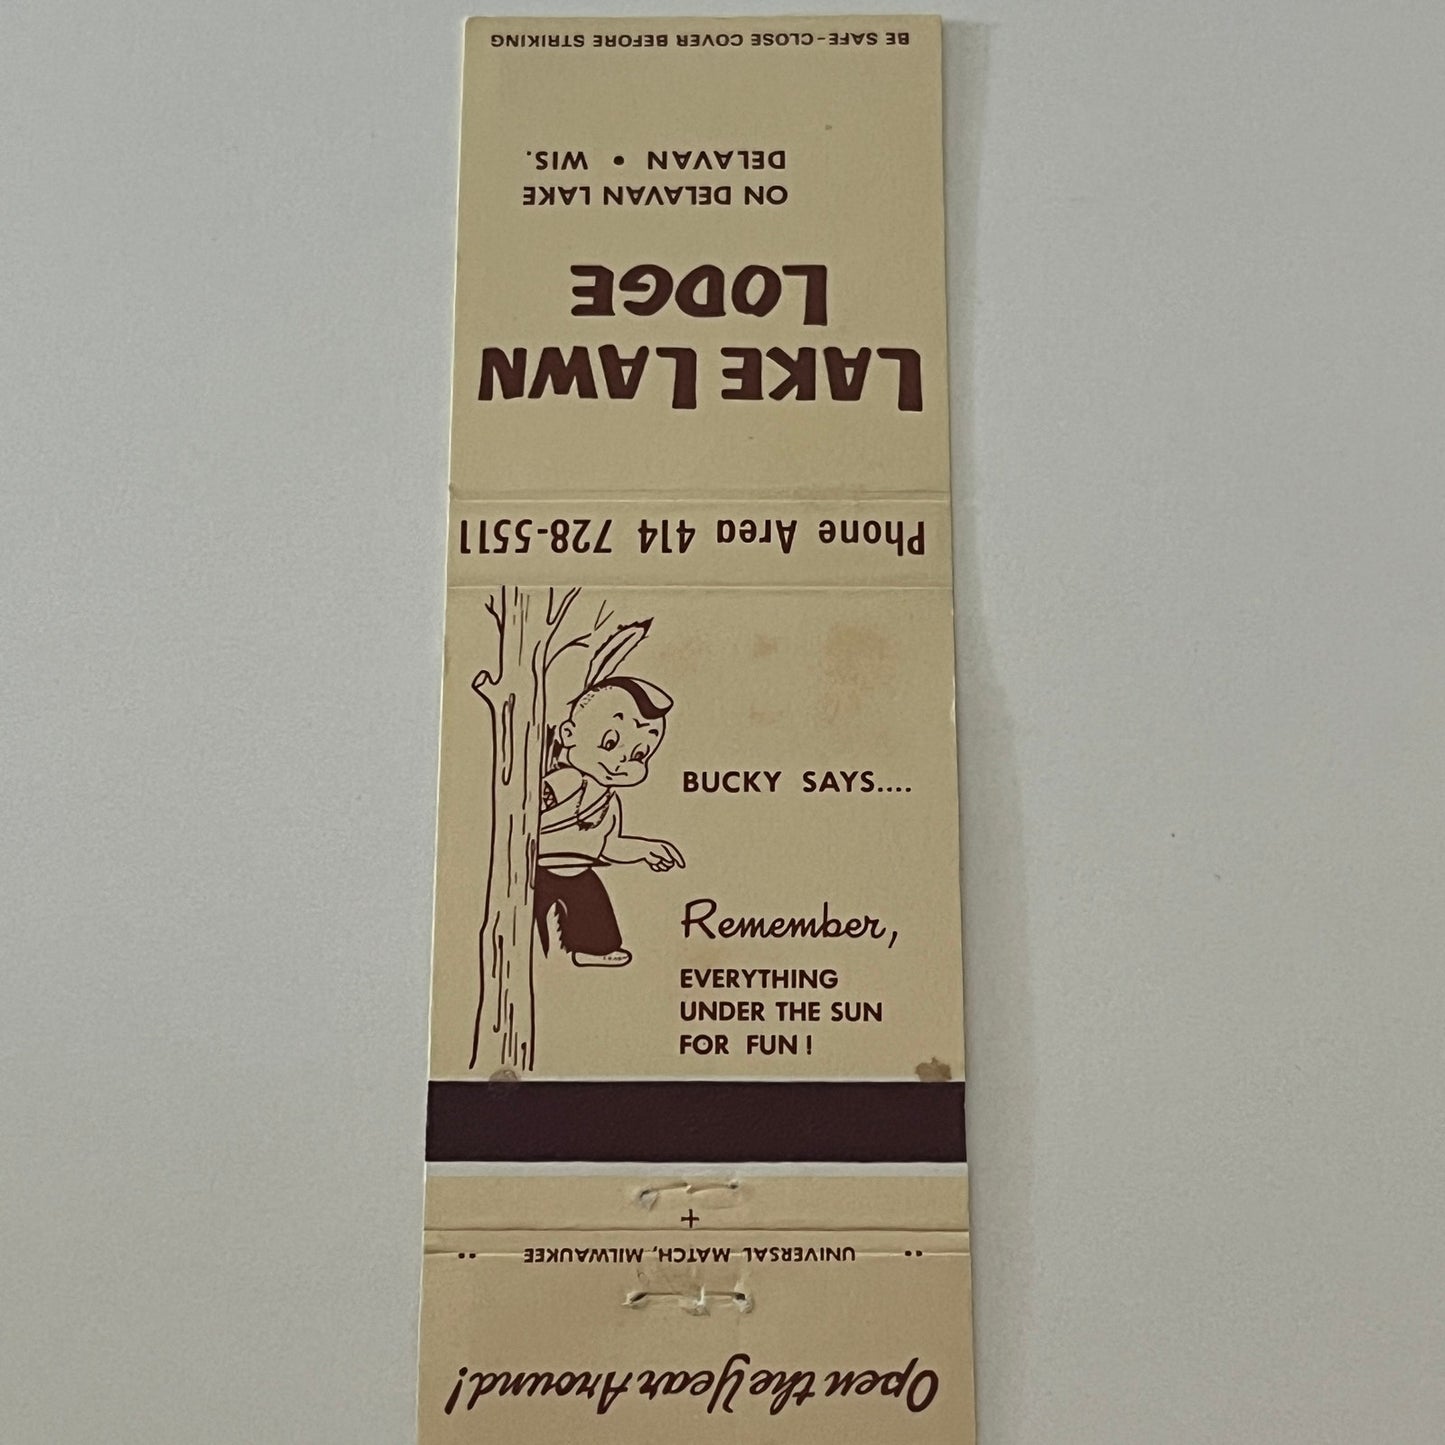 BE SAFE-CLOSE COVER BEFORE STRIKING
LAKE LAWN
LODGE
ON DELAVAN LAKE
DELAVAN • WIS.
Phone Area 414 728-5511
BUCKY SAYS....
Remember,
EVERYTHING
UNDER THE SUN
FOR FUN!
+
UNIVERSAL MATCH, MILWAUKEE
Open the Year Around!